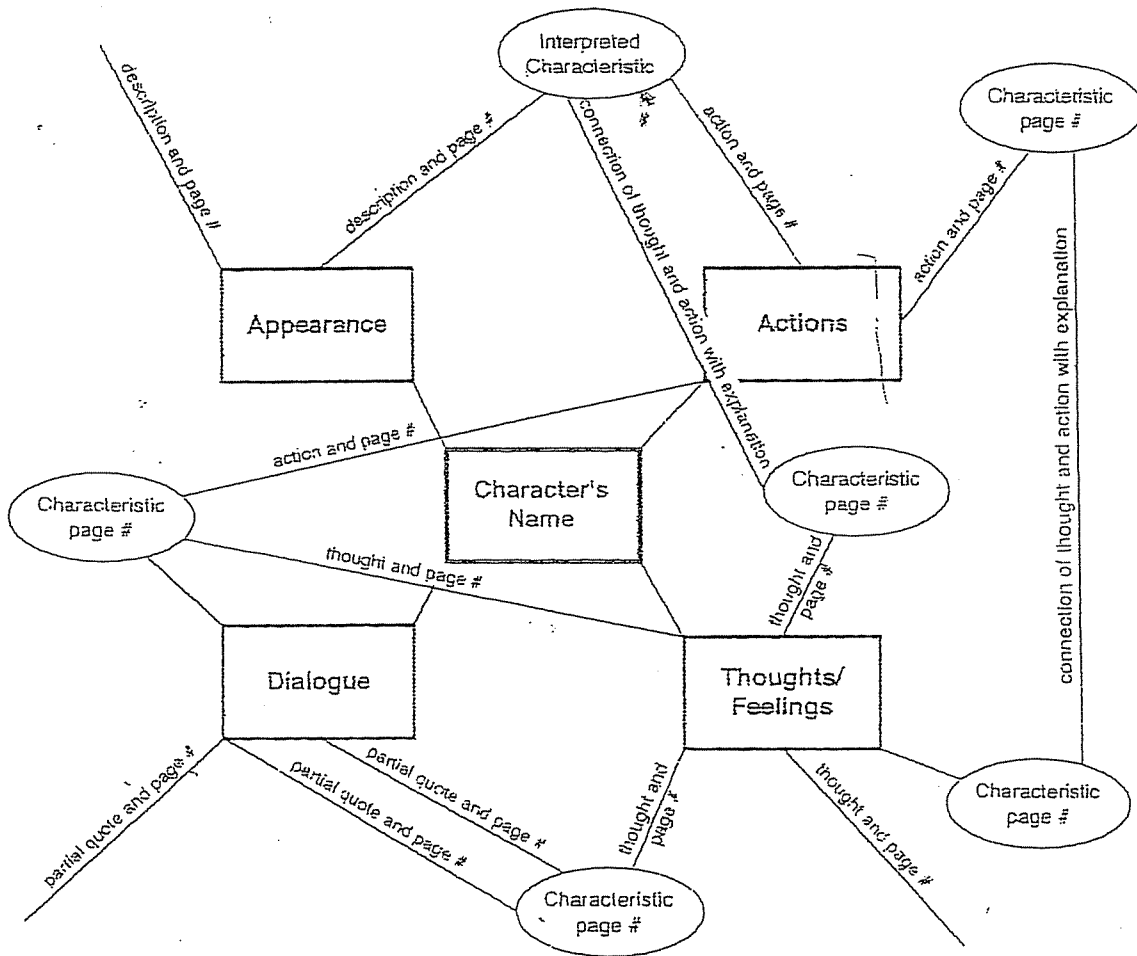 Interpreted
Characteristic
Characteristic
page #
description and page #
description and page #
connection of thought and action with explanation
action and page #
action and page #
connection of thought and action with explanation
Appearance
Actions
action and page #
Characteristic
page #
Character's
Name
Characteristic
page #
thought and page #
thought and
page #
Dialogue
Thoughts/
Feelings
partial quote and page #
partial quote and page #
partial quote and page #
thought and
page #
thought and page #
Characteristic
page #
Characteristic
page #